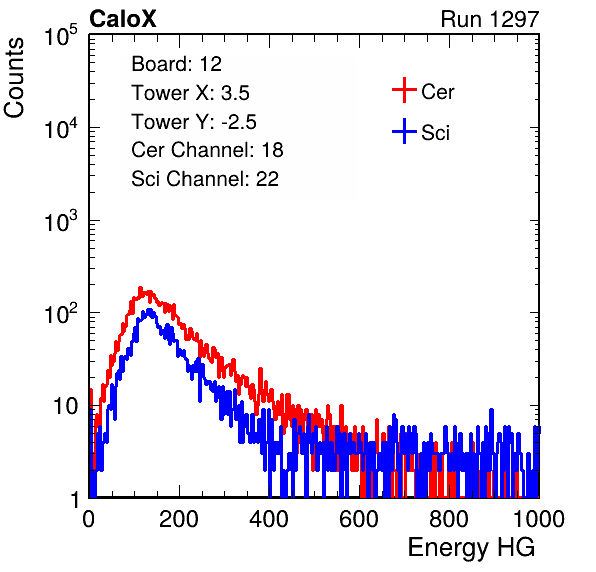 CaloX Run 1297
Board: 12
Tower X: 3.5
Tower Y: -2.5
Cer Channel: 18
Sci Channel: 22
Cer
Sci
Counts
10^5
10^4
10^3
10^2
10
1
0 200 400 600 800 1000
Energy HG